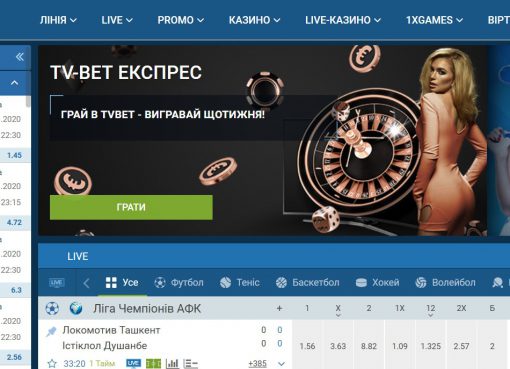 ЛІНІЯ LIVE PROMO КАЗИНО LIVE-КАЗИНО 1XGAMES ВІРТ
TV-BET ЕКСПРЕС
ГРАЙ В TVBET - ВИГРАВАЙ ЩОТИЖНЯ!
ГРАТИ
.2020
22:30
1.45
.2020
23:15
4.72
.2020
22:30
6.3
.2020
22:30
2.56
LIVE
LIVE Усе Футбол Теніс Баскетбол Хокей Волейбол
Ліга Чемпіонів АФК + 1 X 2 1X 12 2X Б
Локомотив Ташкент 0 0
Істіклол Душанбе 0 0
1.56 3.63 8.82 1.09 1.325 2.57 2
33:20 1 Тайм LIVE +385